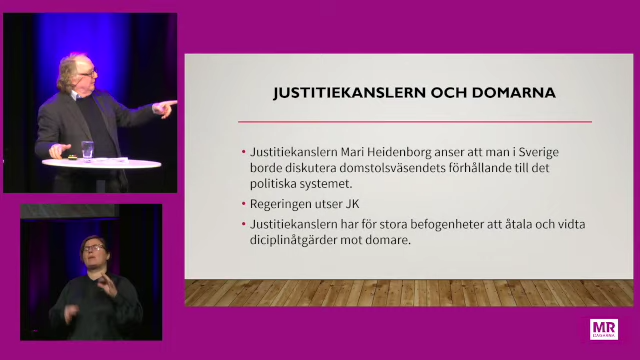 JUSTITIEKANSLERN OCH DOMARNA
• Justitiekanslern Mari Heidenborg anser att man i Sverige
borde diskutera domstolsväsendets förhållande till det
politiska systemet.
• Regeringen utser JK
• Justitiekanslern har för stora befogenheter att åtala och vidta
diciplinåtgärder mot domare.
MR
DAGARNA